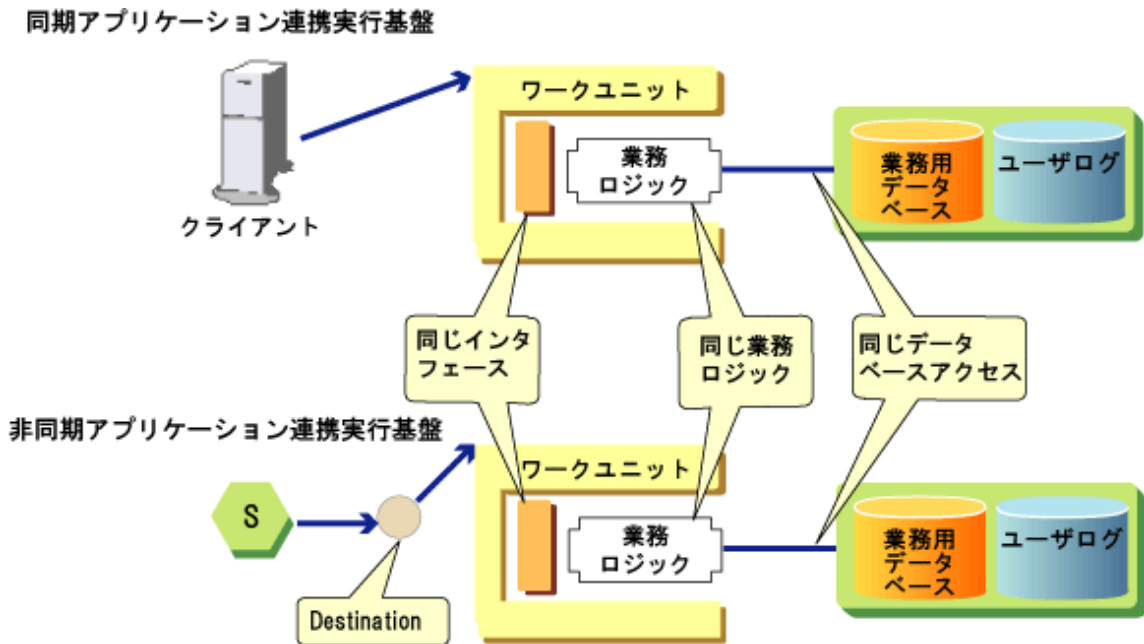 同期アプリケーション連携実行基盤
ワークユニット
業務
ロジック
業務用
データ
ベース
ユーザログ
クライアント
同じインタ
フェース
同じ業務
ロジック
同じデータ
ベースアクセス
非同期アプリケーション連携実行基盤
ワークユニット
S
業務
ロジック
業務用
データ
ベース
ユーザログ
Destination